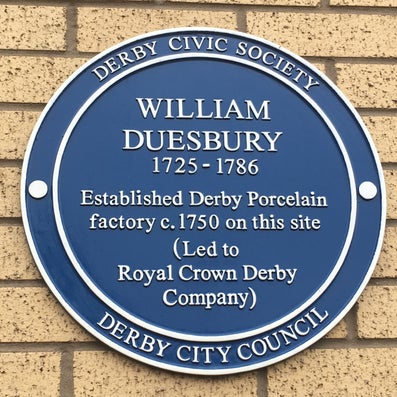 DERBY CIVIC SOCIETY
WILLIAM
DUESBURY
1725 - 1786
Established Derby Porcelain
factory c. 1750 on this site
(Led to
Royal Crown Derby
Company)
DERBY CITY COUNCIL